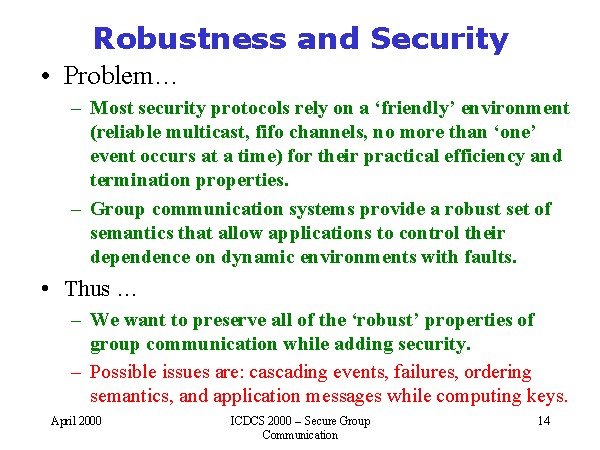 Robustness and Security
• Problem…
– Most security protocols rely on a ‘friendly’ environment
(reliable multicast, fifo channels, no more than ‘one’
event occurs at a time) for their practical efficiency and
termination properties.
– Group communication systems provide a robust set of
semantics that allow applications to control their
dependence on dynamic environments with faults.
• Thus …
– We want to preserve all of the ‘robust’ properties of
group communication while adding security.
– Possible issues are: cascading events, failures, ordering
semantics, and application messages while computing keys.
April 2000
ICDCS 2000 – Secure Group
Communication
14